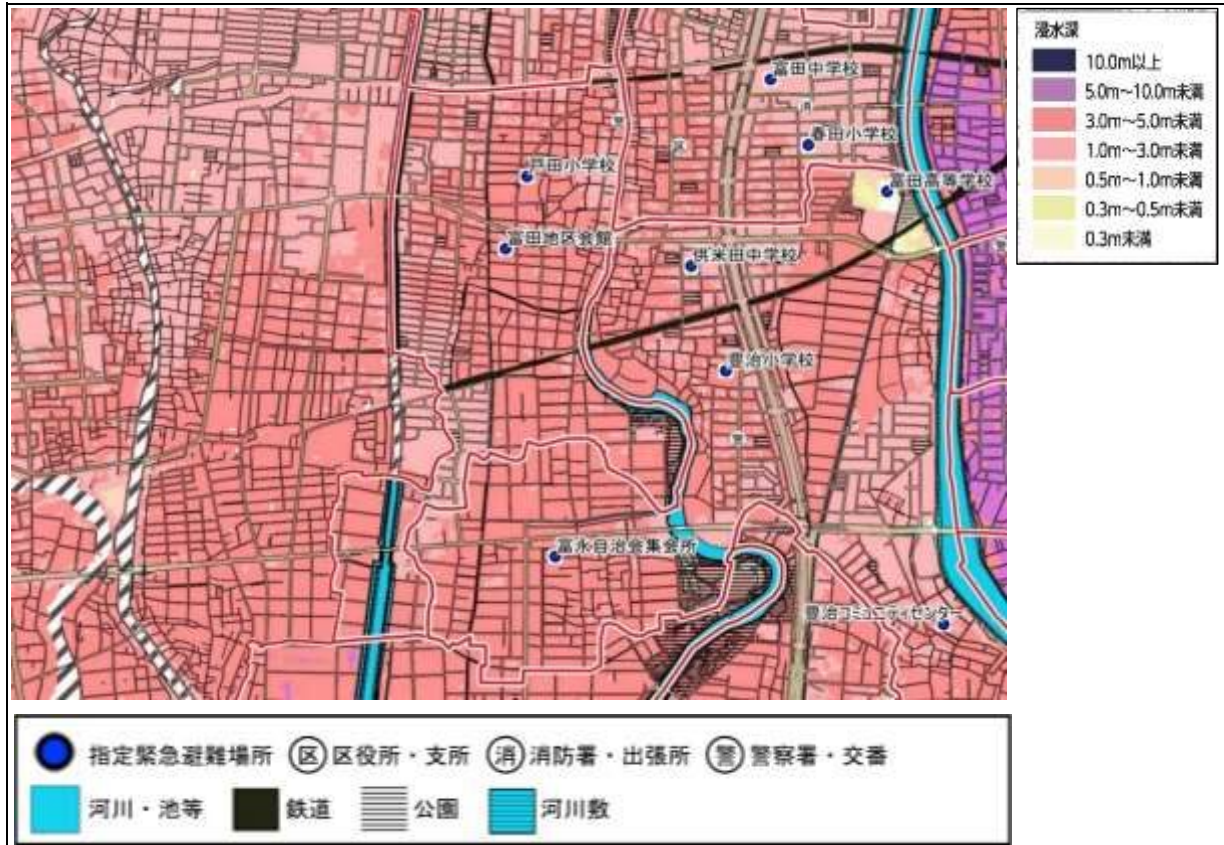 浸水深
10.0m以上
5.0m~10.0m未満
3.0m~5.0m未満
1.0m~3.0m未満
0.5m~1.0m未満
0.3m~0.5m未満
0.3m未満
富田中学校
消
警
春田小学校
区
戸田小学校
富田高等学校
富田地区会館
警
供米田中学校
豊治小学校
警
富永自治会集会所
豊治コミュニティセンター
指定緊急避難場所 区 区役所・支所 消 消防署・出張所 警 警察署・交番
河川・池等 鉄道 公園 河川敷